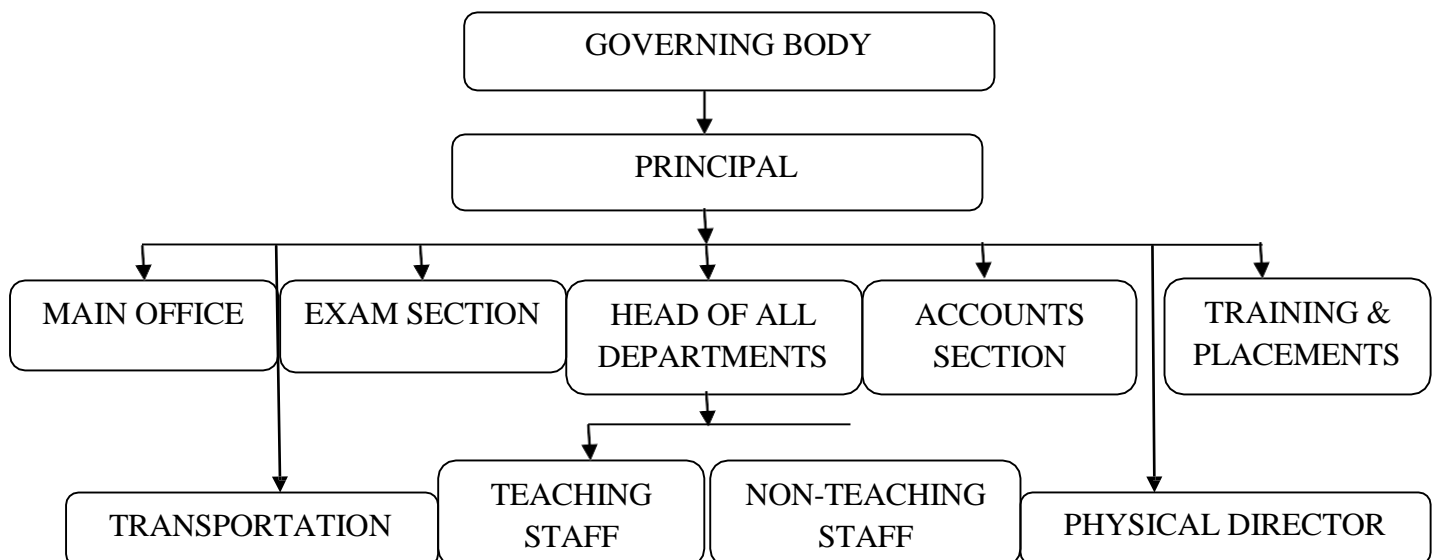 GOVERNING BODY
PRINCIPAL
MAIN OFFICE
EXAM SECTION
HEAD OF ALL
DEPARTMENTS
ACCOUNTS
SECTION
TRAINING &
PLACEMENTS
TRANSPORTATION
TEACHING
STAFF
NON-TEACHING
STAFF
PHYSICAL DIRECTOR